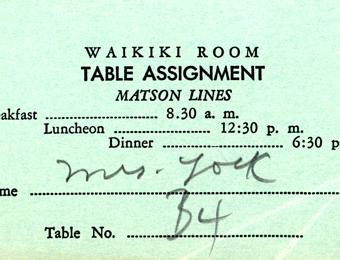 WAIKIKI ROOM
TABLE ASSIGNMENT
MATSON LINES
akfast ........................ 8.30 a. m.
Luncheon ........................ 12:30 p. m.
Dinner ........................ 6:30 p
Mrs. York
me ........................
Table No. ........................ B4